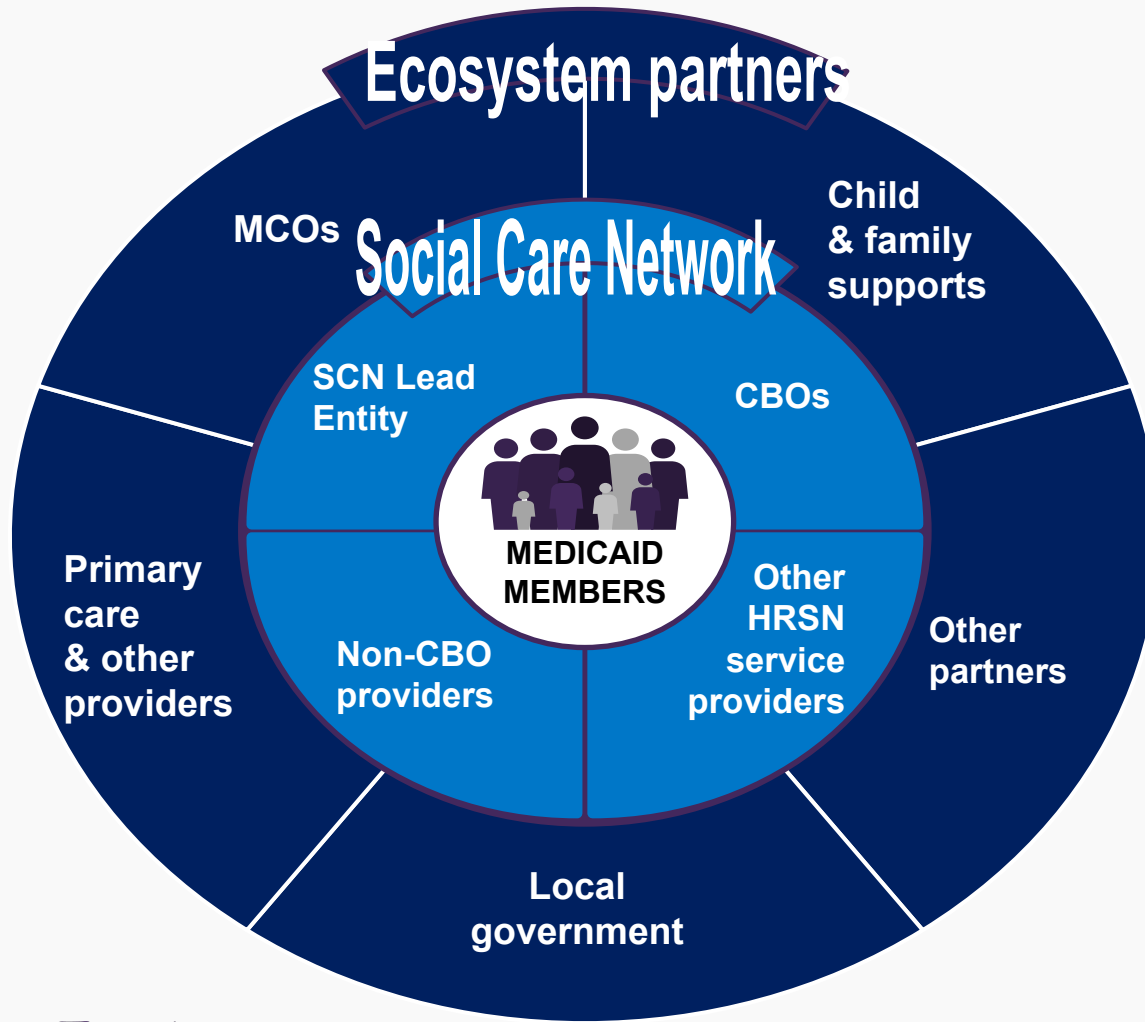 Ecosystem partners
MCOs
Child
& family
supports
Social Care Network
SCN Lead
Entity
CBOs
MEDICAID
MEMBERS
Primary
care
& other
providers
Non-CBO
providers
Other
HRSN
service
providers
Other
partners
Local
government